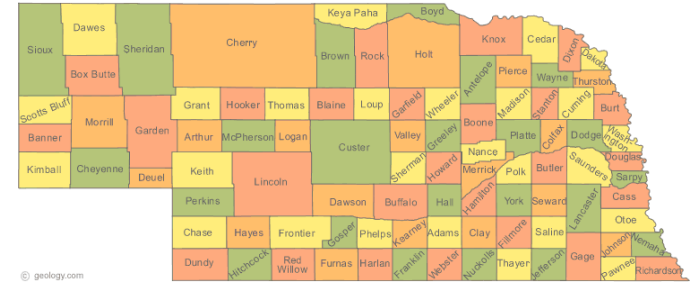 Keya Paha
Boyd
Dawes
Sioux
Sheridan
Cherry
Brown
Rock
Holt
Knox
Cedar
Dixon
Dakota
Box Butte
Antelope
Pierce
Wayne
Thurston
Scotts Bluff
Grant
Hooker
Thomas
Blaine
Loup
Garfield
Wheeler
Madison
Stanton
Cuming
Burt
Morrill
Garden
Banner
Arthur
McPherson
Logan
Custer
Valley
Greeley
Boone
Platte
Colfax
Dodge
Wash-
ington
Nance
Kimball
Cheyenne
Deuel
Keith
Lincoln
Sherman
Howard
Merrick
Polk
Butler
Saunders
Douglas
Sarpy
Perkins
Dawson
Buffalo
Hall
Hamilton
York
Seward
Lancaster
Cass
Otoe
Chase
Hayes
Frontier
Gosper
Phelps
Kearney
Adams
Clay
Fillmore
Saline
Johnson
Nemaha
Dundy
Hitchcock
Red
Willow
Furnas
Harlan
Franklin
Webster
Nuckolls
Thayer
Jefferson
Gage
Pawnee
Richardson
© geology.com